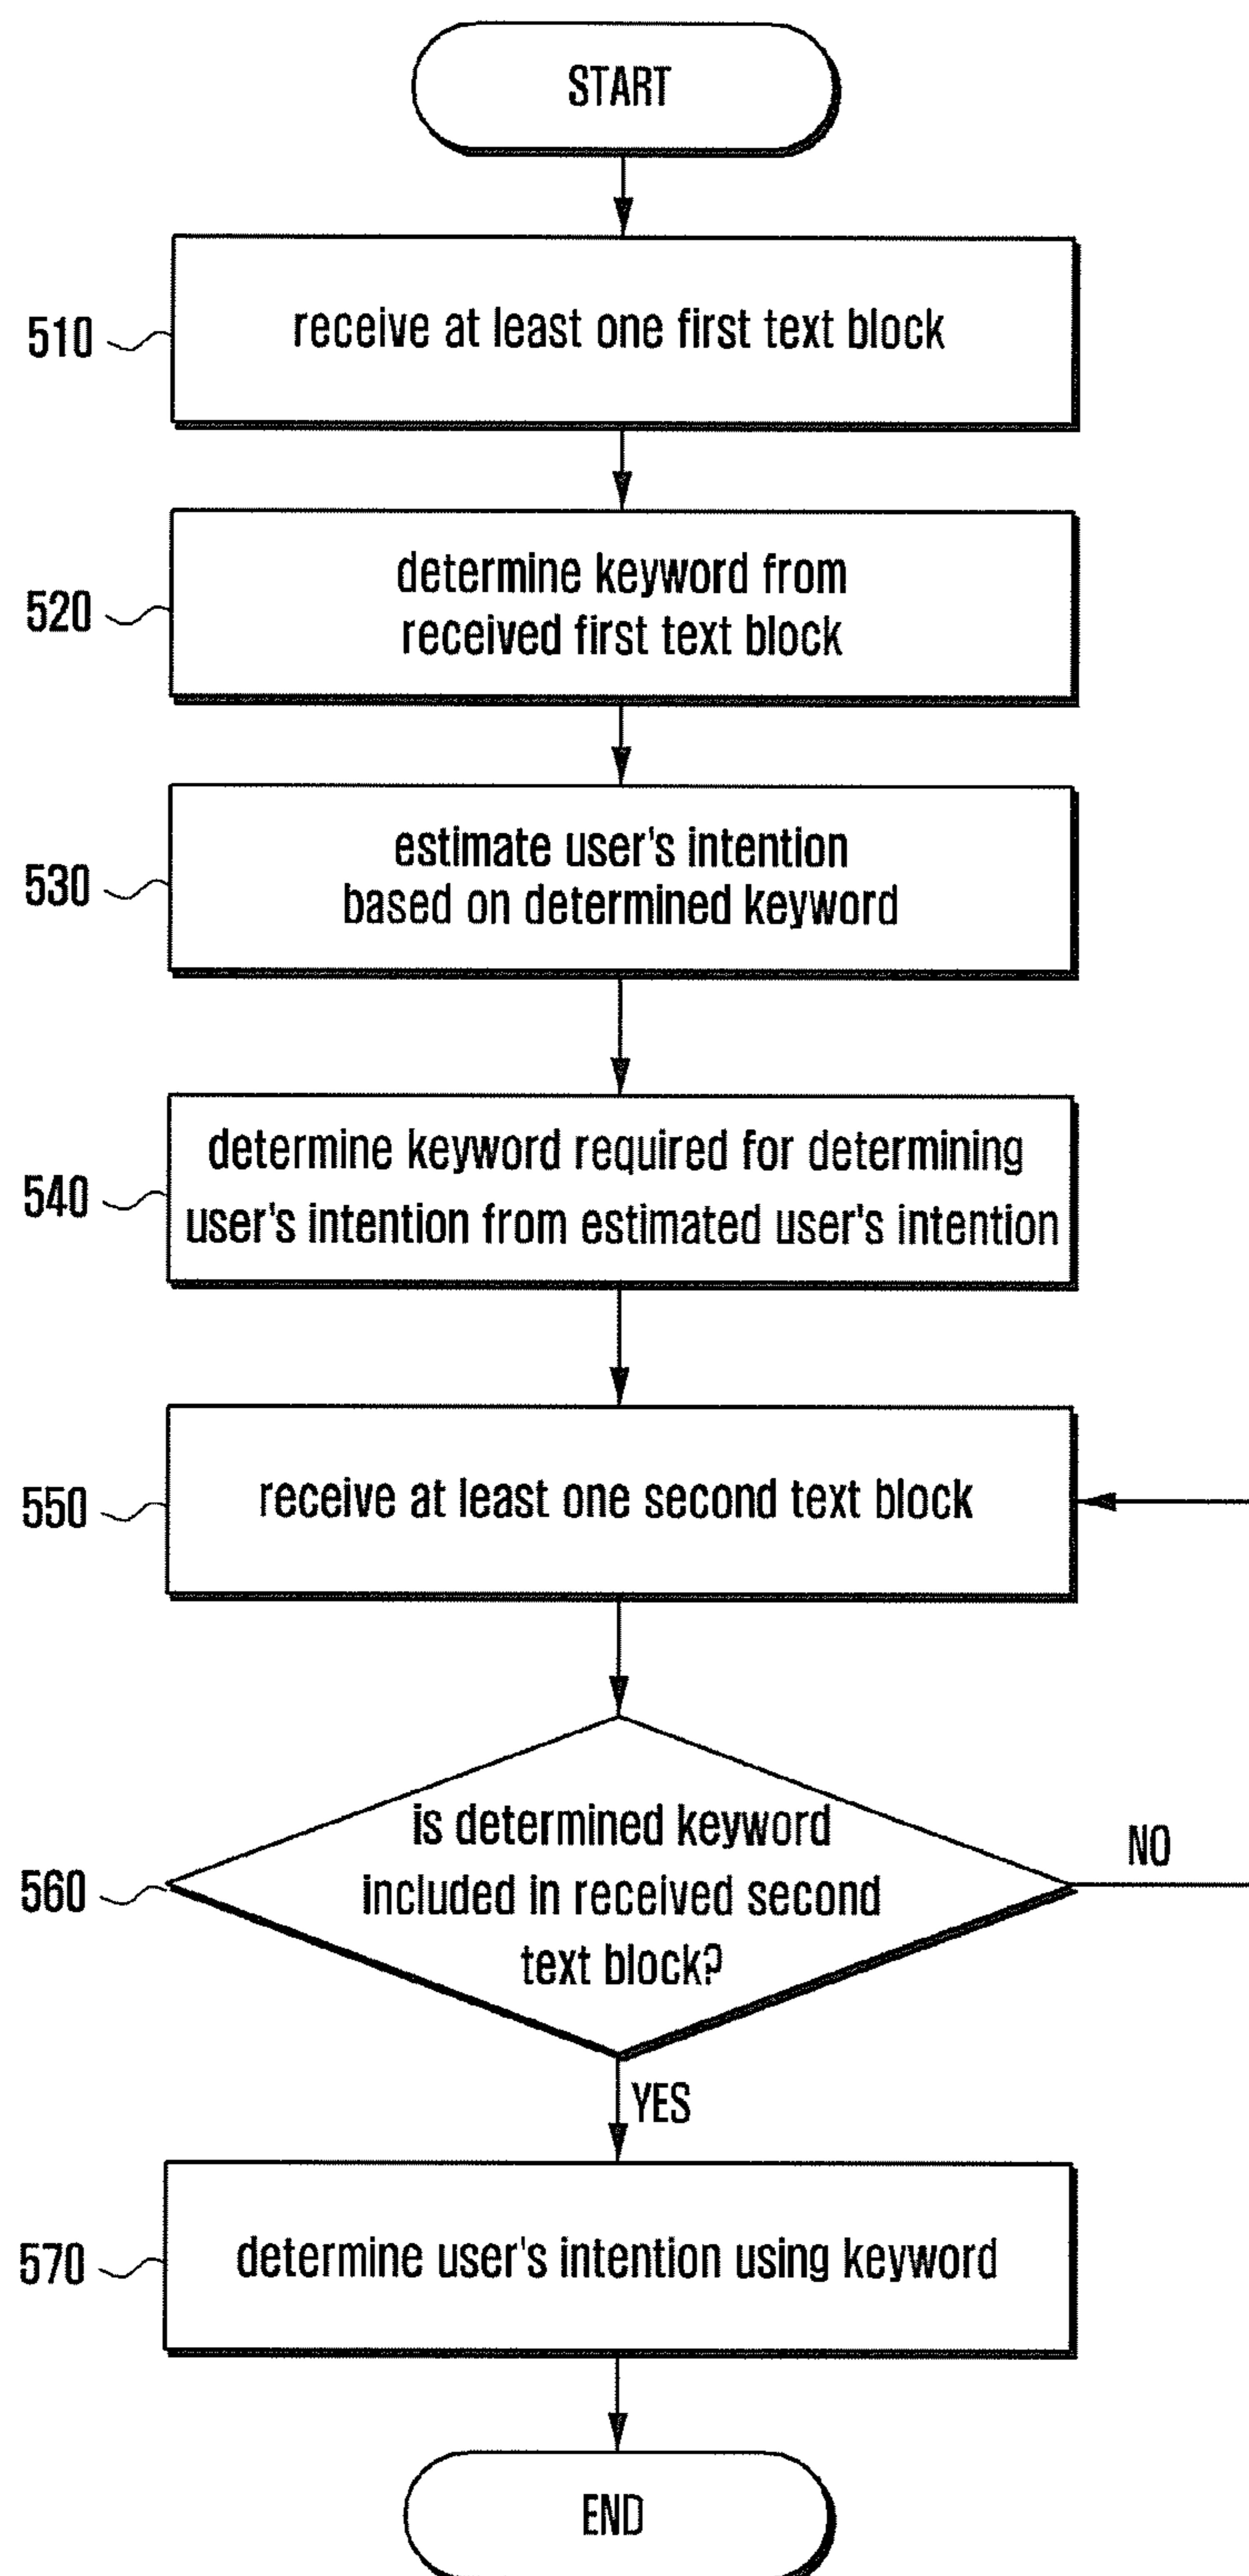 START
510
receive at least one first text block
520
determine keyword from
received first text block
530
estimate user's intention
based on determined keyword
540
determine keyword required for determining
user's intention from estimated user's intention
550
receive at least one second text block
560
is determined keyword
included in received second
text block?
NO
YES
570
determine user's intention using keyword
END